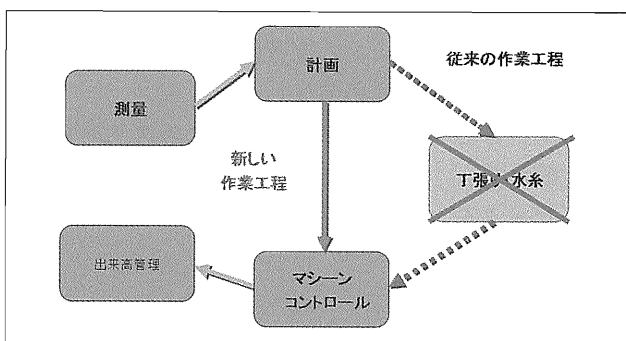 計画
従来の作業工程
測量
新しい
作業工程
丁張り 水糸
出来高管理
マシーン
コントロール